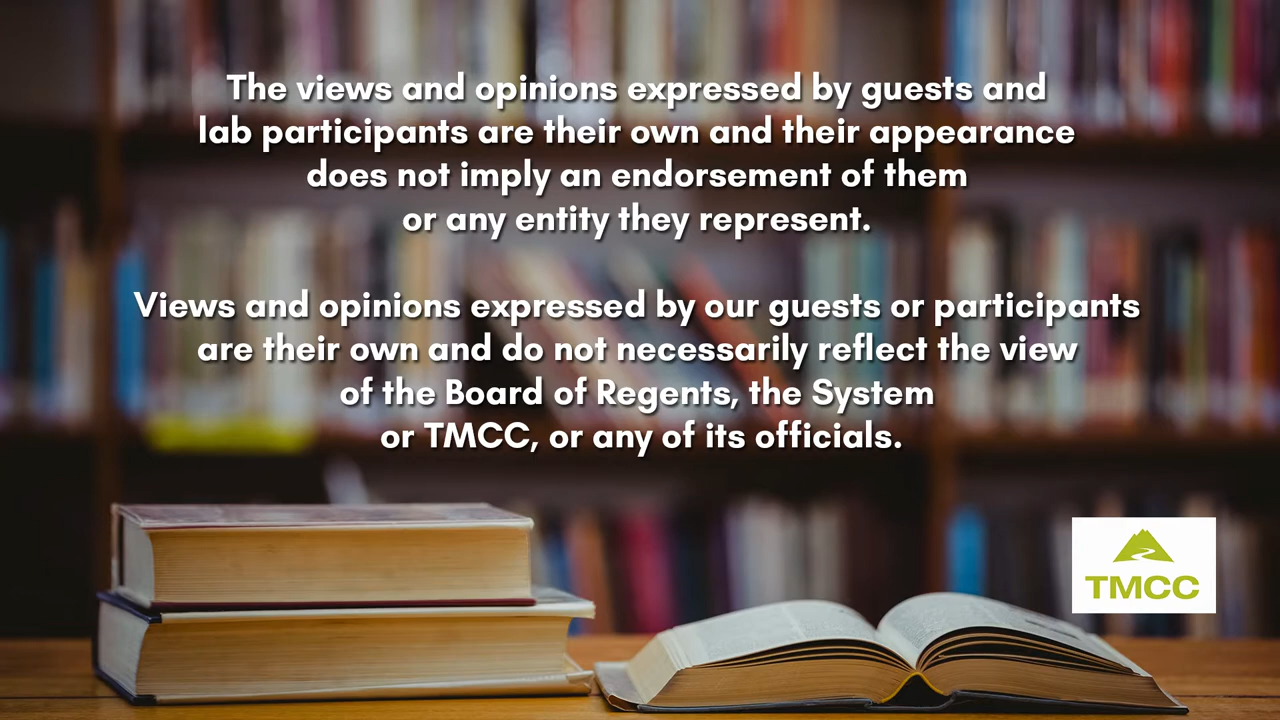 The views and opinions expressed by guests and
lab participants are their own and their appearance
does not imply an endorsement of them
or any entity they represent.
Views and opinions expressed by our guests or participants
are their own and do not necessarily reflect the view
of the Board of Regents, the System
or TMCC, or any of its officials.
TMCC